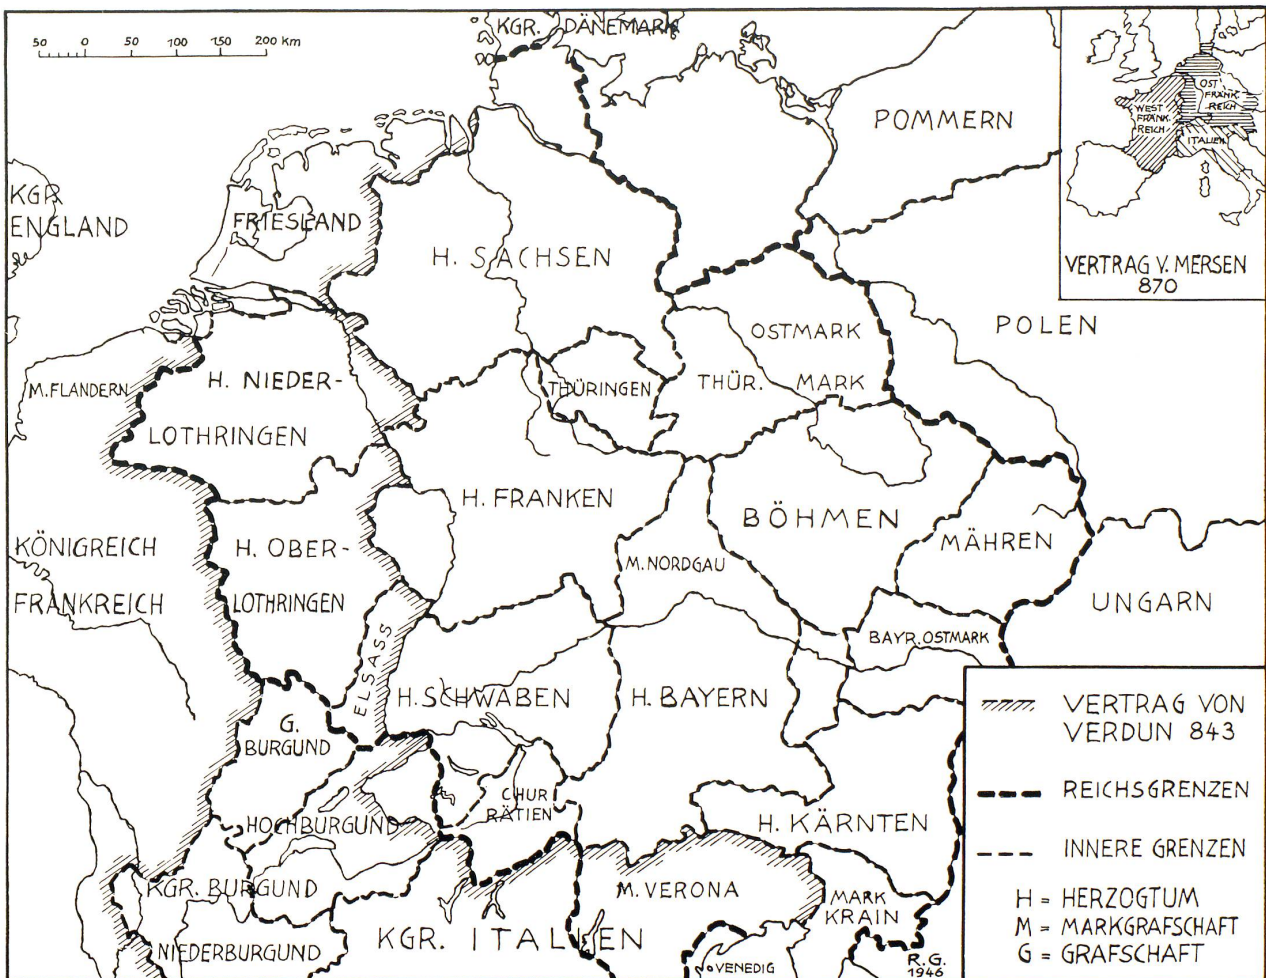 50 0 50 100 150 200 Km
KGR. DÄNEMARK
POMMERN
OST
FRÄNK.
REICH
WEST
FRÄNK.
REICH
ITALIEN
VERTRAG V. MERSEN
870
KGR.
ENGLAND
FRIESLAND
H. SACHSEN
OSTMARK
POLEN
M. FLANDERN
H. NIEDER-
LOTHRINGEN
THÜRINGEN
THÜR. MARK
H. FRANKEN
BÖHMEN
MÄHREN
KÖNIGREICH
FRANKREICH
H. OBER-
LOTHRINGEN
M. NORDGAU
UNGARN
BAYR. OSTMARK
ELSASS
H. SCHWABEN
H. BAYERN
G.
BURGUND
CHUR
RÄTIEN
HOCHBURGUND
H. KÄRNTEN
KGR. BURGUND
M. VERONA
MARK
KRAIN
NIEDERBURGUND
KGR. ITALIEN
VENEDIG
R.G.
1946
VERTRAG VON
VERDUN 843
REICHSGRENZEN
INNERE GRENZEN
H = HERZOGTUM
M = MARKGRAFSCHAFT
G = GRAFSCHAFT